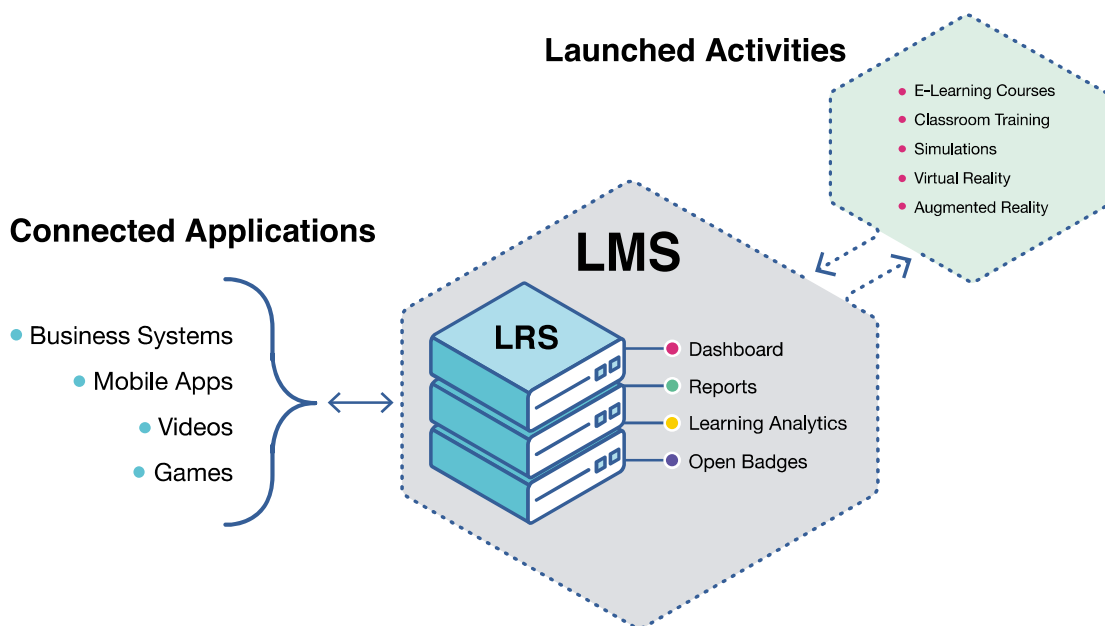 Launched Activities
E-Learning Courses
Classroom Training
Simulations
Virtual Reality
Augmented Reality
Connected Applications
Business Systems
Mobile Apps
Videos
Games
LMS
LRS
Dashboard
Reports
Learning Analytics
Open Badges